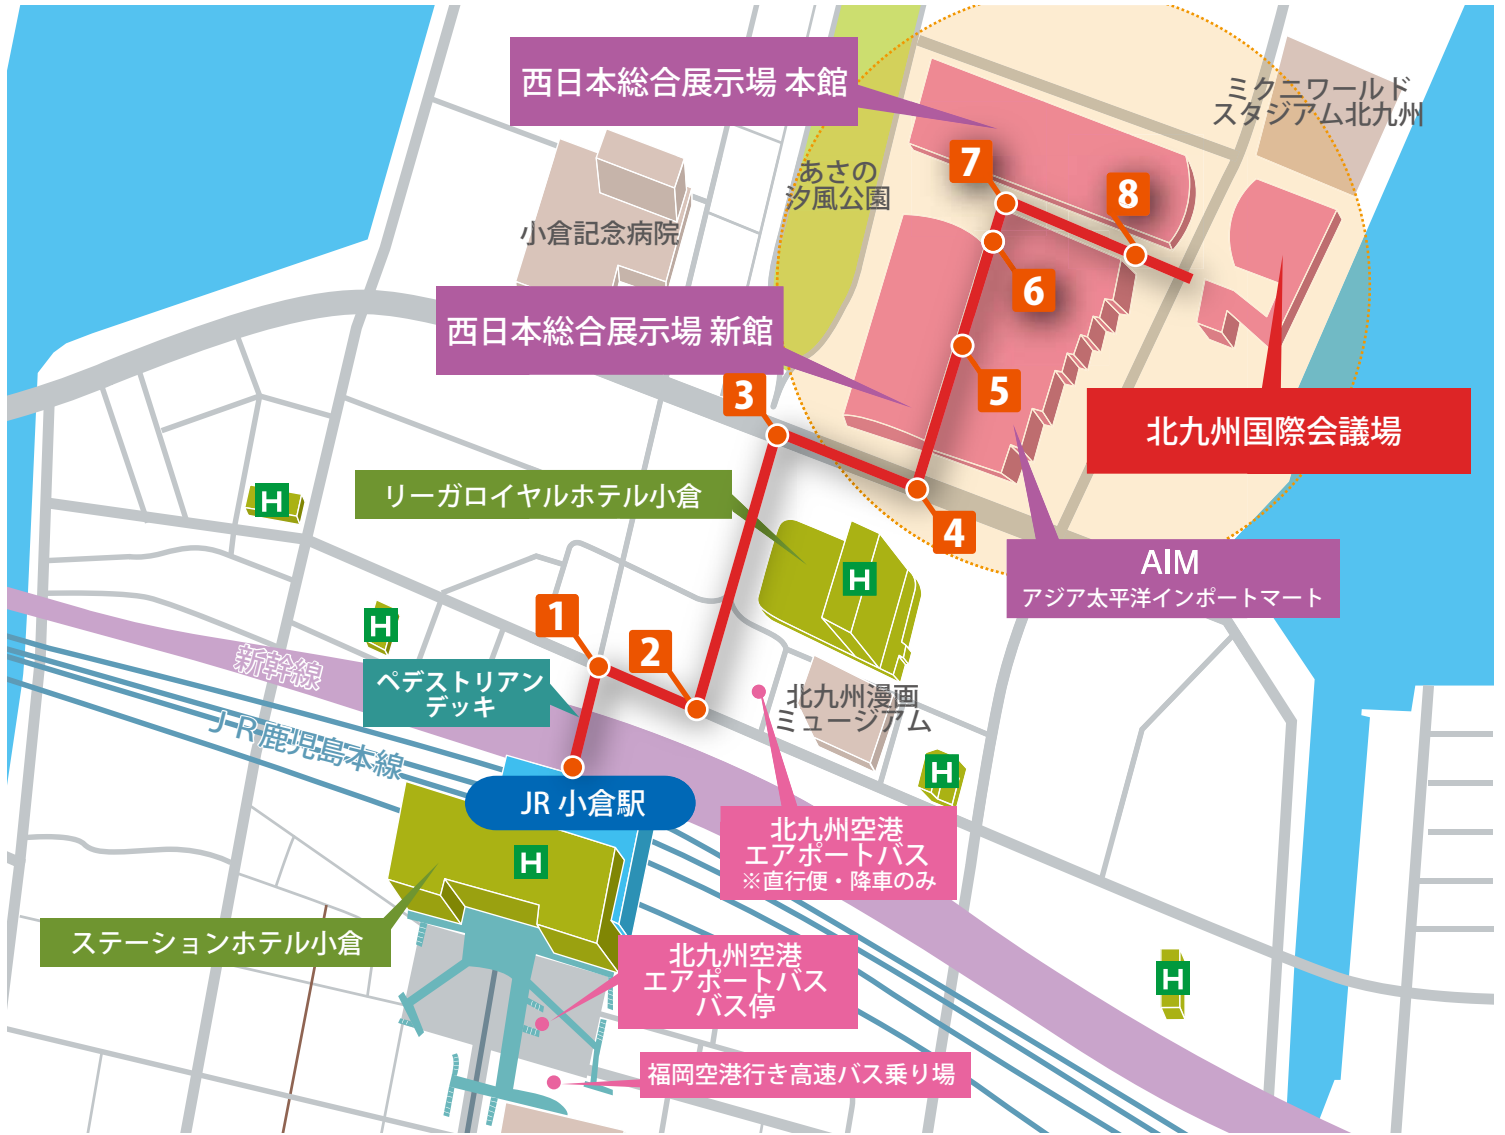 西日本総合展示場 本館
ミクニワールド
スタジアム北九州
7
あさの
汐風公園
8
小倉記念病院
6
西日本総合展示場 新館
3
5
北九州国際会議場
リーガロイヤルホテル小倉
H
4
AIM
アジア太平洋インポートマート
H
1
H
2
新幹線
ペデストリアン
デッキ
北九州漫画
ミュージアム
JR鹿児島本線
H
JR 小倉駅
北九州空港
エアポートバス
※直行便・降車のみ
H
ステーションホテル小倉
北九州空港
エアポートバス
バス停
H
福岡空港行き高速バス乗り場